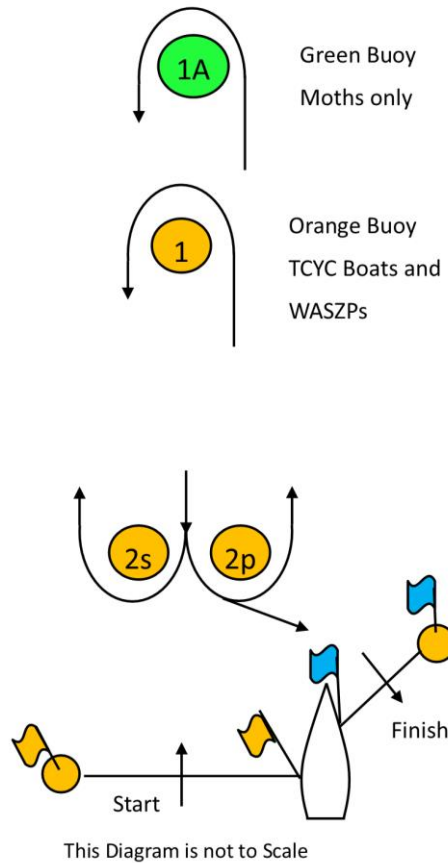 1A
Green Buoy
Moths only
1
Orange Buoy
TCYC Boats and
WASZPs
2s
2p
Finish
Start
This Diagram is not to Scale